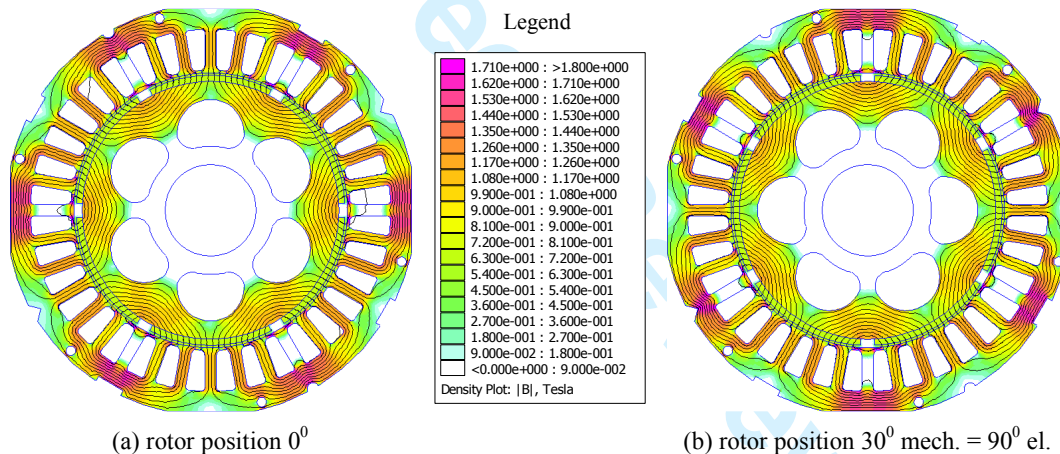 Legend
1.710e+000 : >1.800e+000
1.620e+000 : 1.710e+000
1.530e+000 : 1.620e+000
1.440e+000 : 1.530e+000
1.350e+000 : 1.440e+000
1.260e+000 : 1.350e+000
1.170e+000 : 1.260e+000
1.080e+000 : 1.170e+000
9.900e-001 : 1.080e+000
9.000e-001 : 9.900e-001
8.100e-001 : 9.000e-001
7.200e-001 : 8.100e-001
6.300e-001 : 7.200e-001
5.400e-001 : 6.300e-001
4.500e-001 : 5.400e-001
3.600e-001 : 4.500e-001
2.700e-001 : 3.600e-001
1.800e-001 : 2.700e-001
9.000e-002 : 1.800e-001
<0.000e+000 : 9.000e-002
Density Plot: |B|, Tesla
(a) rotor position 0⁰
(b) rotor position 30⁰ mech. = 90⁰ el.